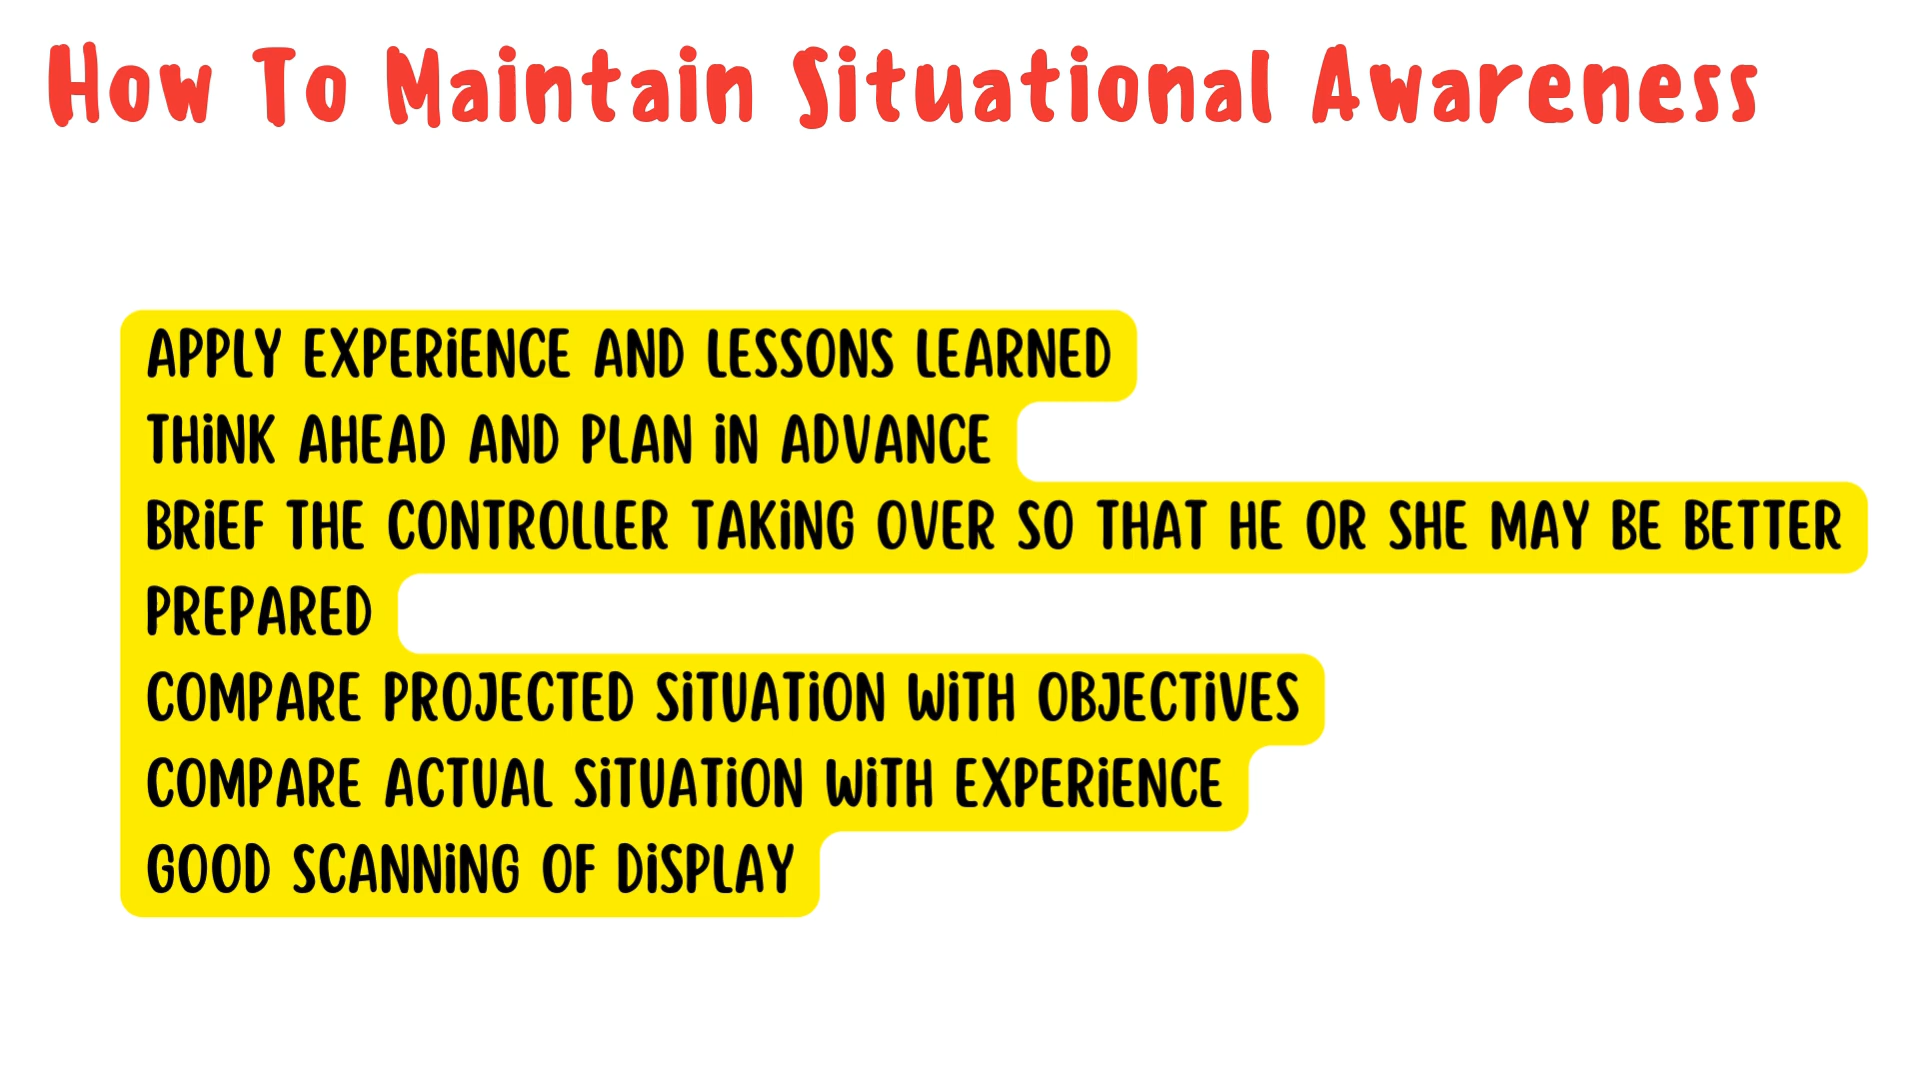 How To Maintain Situational Awareness
APPLY EXPERIENCE AND LESSONS LEARNED
THINK AHEAD AND PLAN IN ADVANCE
BRIEF THE CONTROLLER TAKING OVER SO THAT HE OR SHE MAY BE BETTER
PREPARED
COMPARE PROJECTED SITUATION WITH OBJECTIVES
COMPARE ACTUAL SITUATION WITH EXPERIENCE
GOOD SCANNING OF DISPLAY